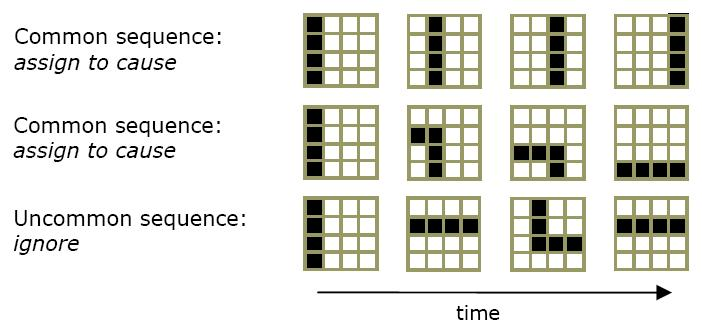 Common sequence:
assign to cause
Common sequence:
assign to cause
Uncommon sequence:
ignore
time